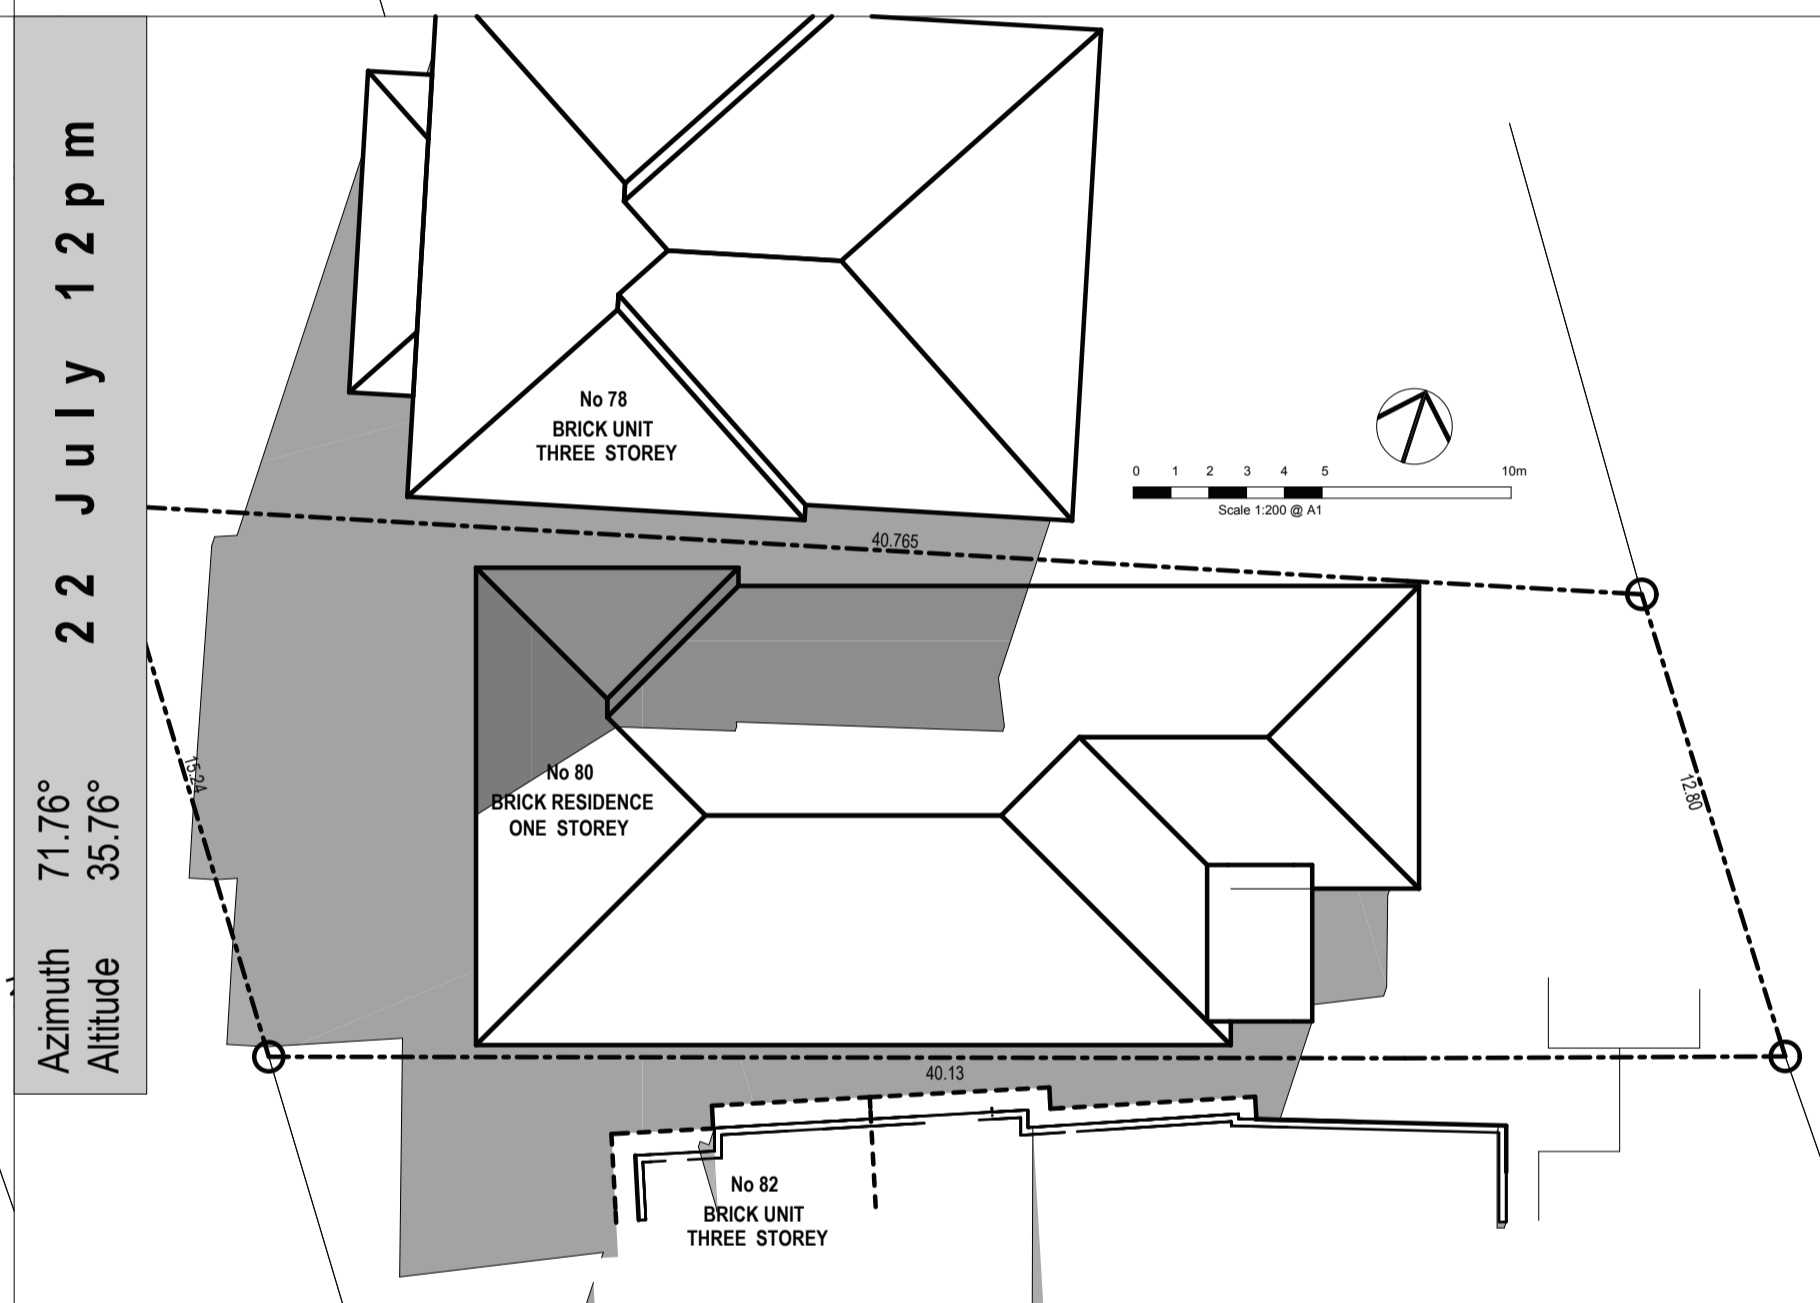 22 July 12pm
Azimuth 71.76°
Altitude 35.76°
No 78
BRICK UNIT
THREE STOREY
0 1 2 3 4 5 10m
Scale 1:200 @ A1
40.765
15.24
No 80
BRICK RESIDENCE
ONE STOREY
12.80
40.13
No 82
BRICK UNIT
THREE STOREY